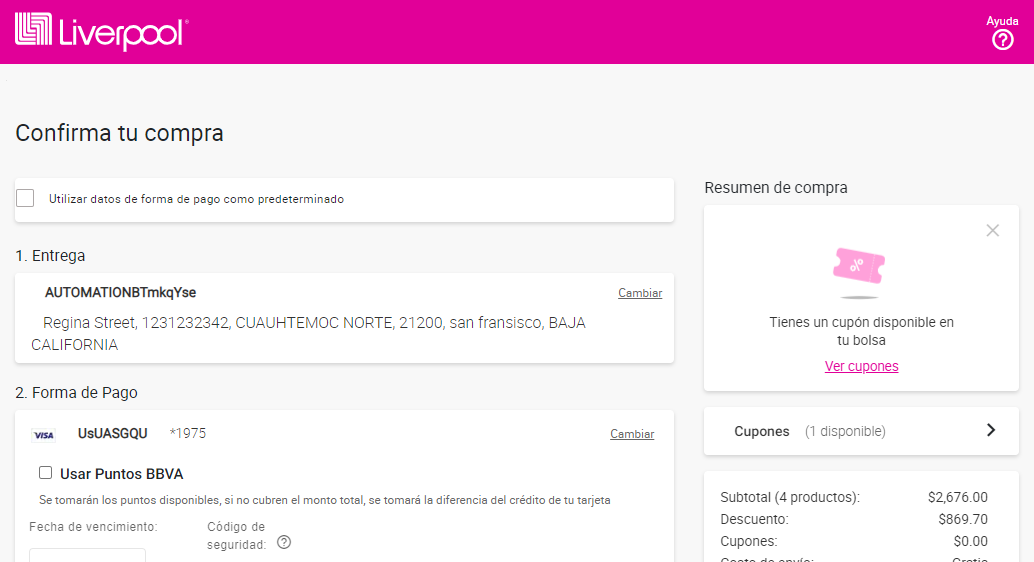 Liverpool
Ayuda
Confirma tu compra
Utilizar datos de forma de pago como predeterminado
1. Entrega
AUTOMATIONBTmkqYse
Cambiar
Regina Street, 1231232342, CUAUHTEMOC NORTE, 21200, san fransisco, BAJA
CALIFORNIA
2. Forma de Pago
VISA UsUASGQU *1975
Cambiar
Usar Puntos BBVA
Se tomarán los puntos disponibles, si no cubren el monto total, se tomará la diferencia del crédito de tu tarjeta
Fecha de vencimiento:
Código de
seguridad:
Resumen de compra
%
Tienes un cupón disponible en
tu bolsa
Ver cupones
Cupones (1 disponible)
Subtotal (4 productos): $2,676.00
Descuento: $869.70
Cupones: $0.00
Costo de envío: Gratis